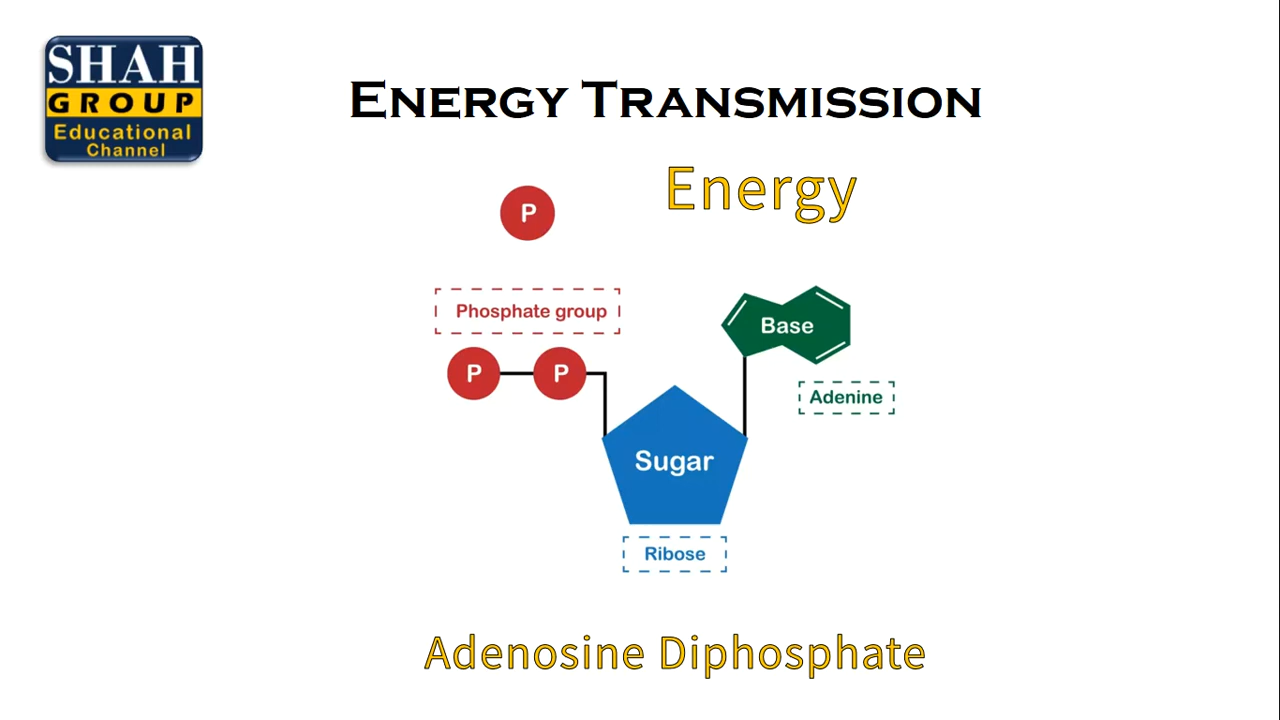 SHAH
GROUP
Educational
Channel
ENERGY TRANSMISSION
Energy
P
Phosphate group
P P
Base
Adenine
Sugar
Ribose
Adenosine Diphosphate